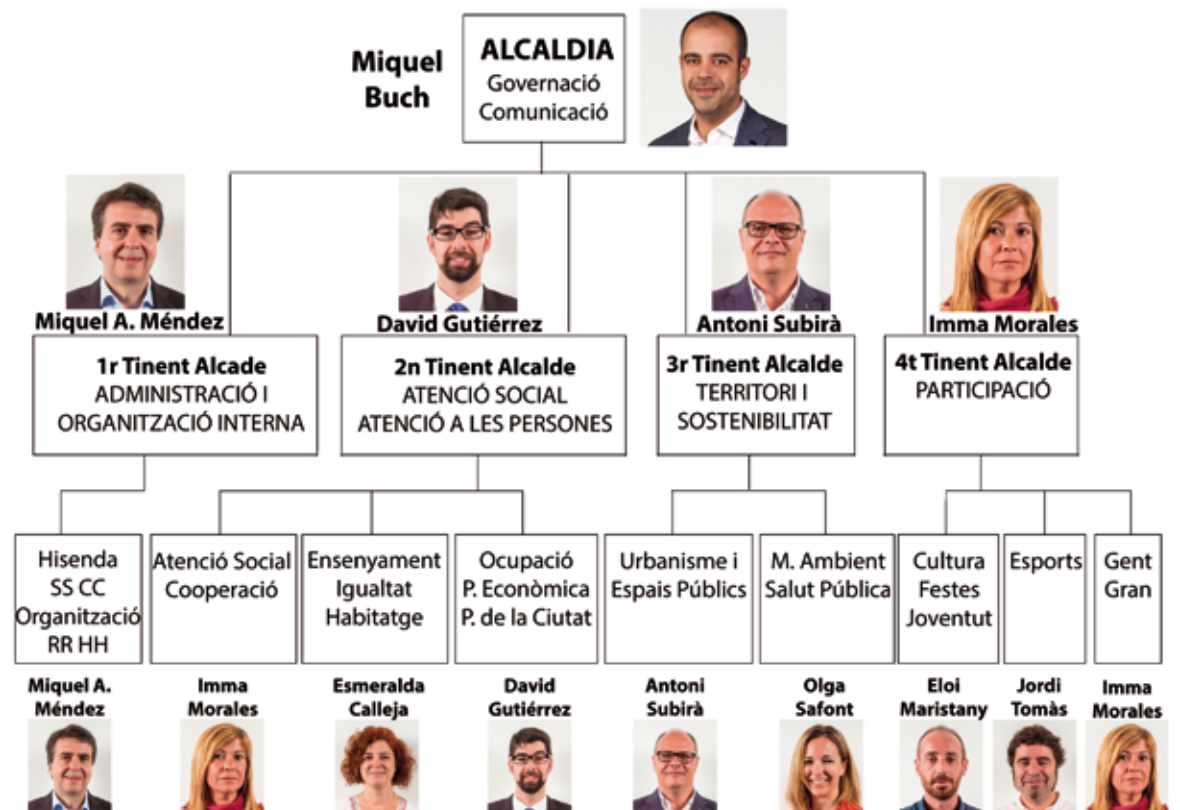 Miquel
Buch
ALCALDIA
Governació
Comunicació
Miquel A. Méndez
David Gutiérrez
Antoni Subirà
Imma Morales
1r Tinent Alcade
ADMINISTRACIÓ I
ORGANITZACIÓ INTERNA
2n Tinent Alcalde
ATENCIÓ SOCIAL
ATENCIÓ A LES PERSONES
3r Tinent Alcalde
TERRITORI I
SOSTENIBILITAT
4t Tinent Alcalde
PARTICIPACIÓ
Hisenda
SS CC
Organització
RR HH
Atenció Social
Cooperació
Ensenyament
Igualtat
Habitatge
Ocupació
P. Econòmica
P. de la Ciutat
Urbanisme i
Espais Públics
M. Ambient
Salut Pública
Cultura
Festes
Joventut
Esports
Gent
Gran
Miquel A.
Méndez
Imma
Morales
Esmeralda
Calleja
David
Gutiérrez
Antoni
Subirà
Olga
Safont
Eloi
Maristany
Jordi
Tomàs
Imma
Morales